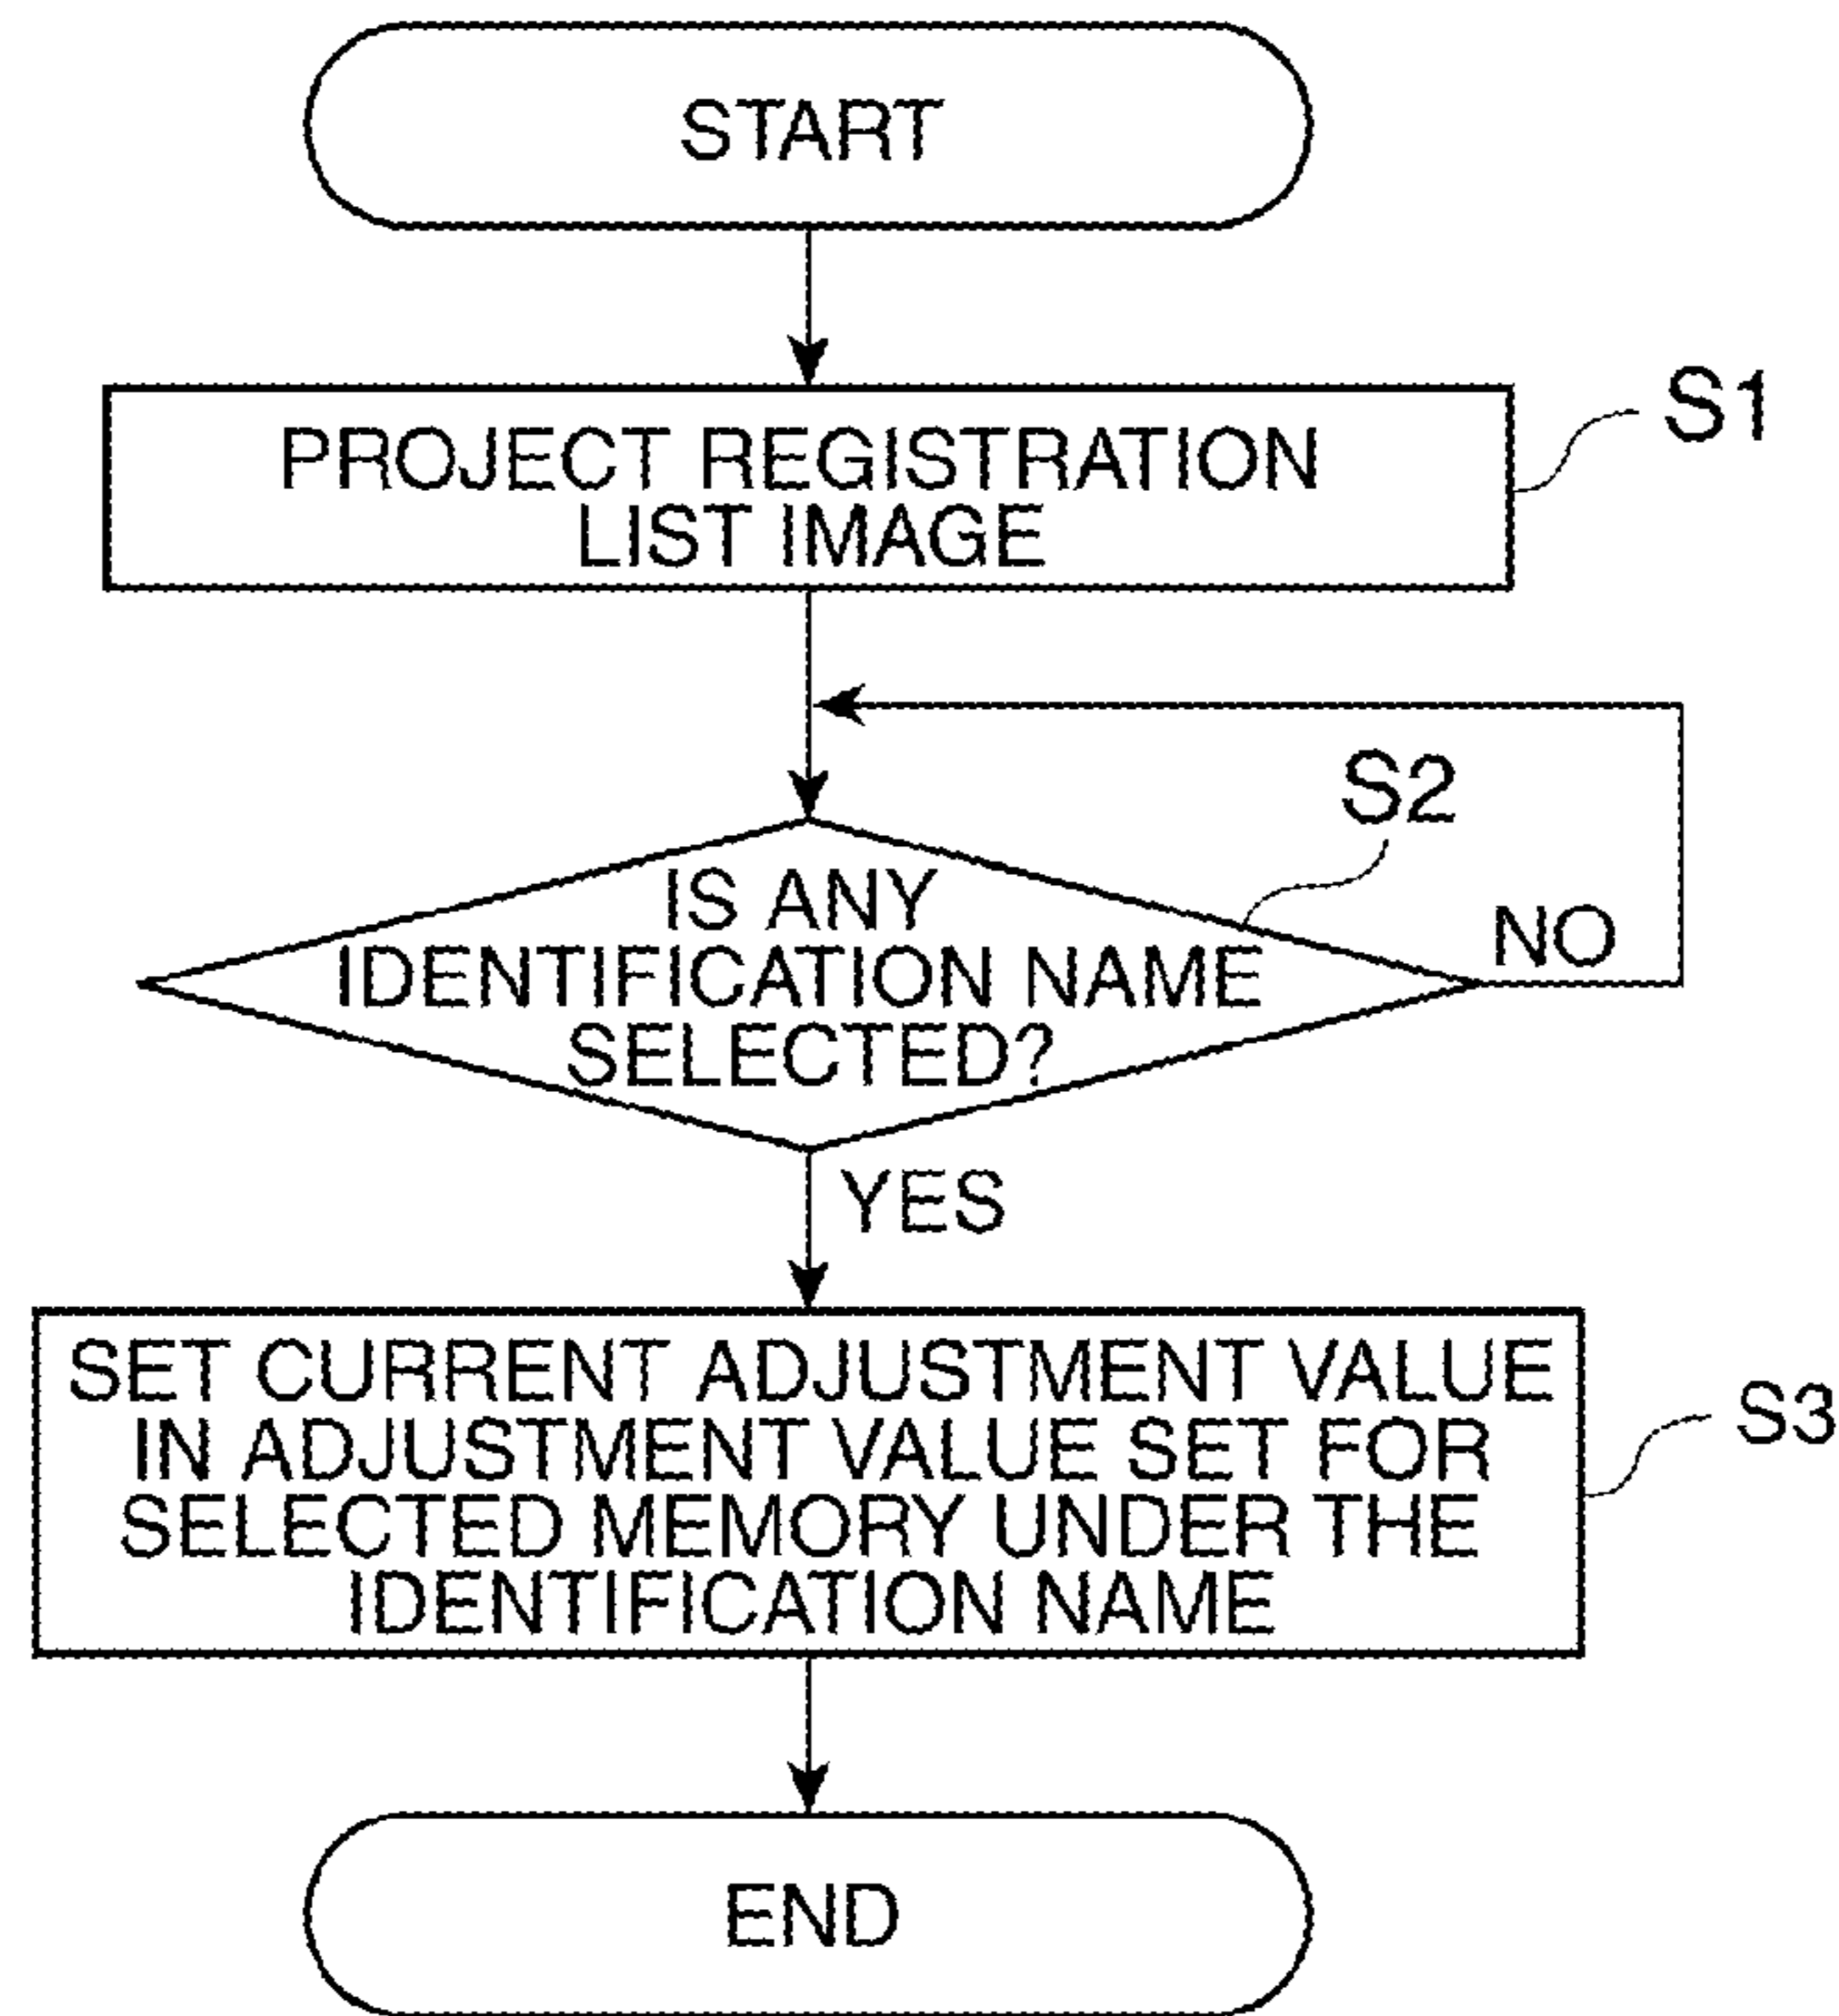 START
PROJECT REGISTRATION
LIST IMAGE
S1
S2
IS ANY
IDENTIFICATION NAME
SELECTED?
NO
YES
SET CURRENT ADJUSTMENT VALUE
IN ADJUSTMENT VALUE SET FOR
SELECTED MEMORY UNDER THE
IDENTIFICATION NAME
S3
END